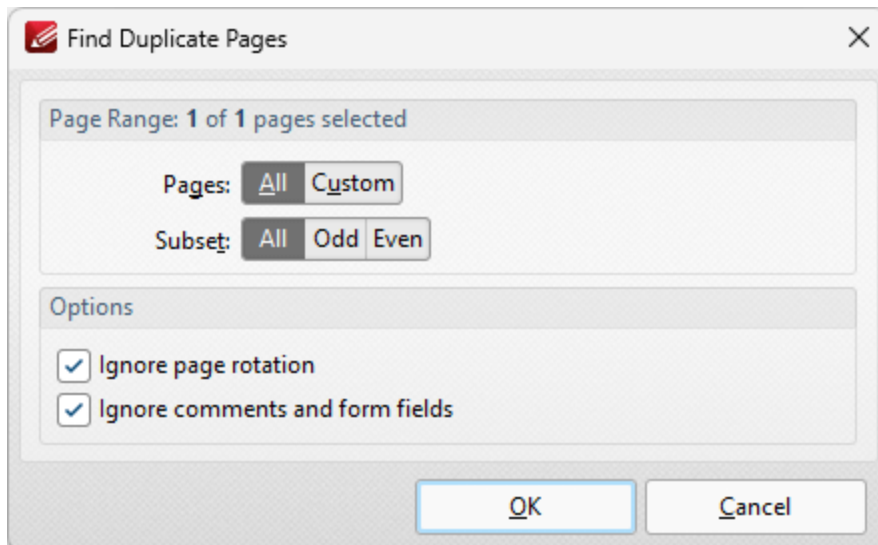 Find Duplicate Pages
Page Range: 1 of 1 pages selected
Pages: All Custom
Subset: All Odd Even
Options
Ignore page rotation
Ignore comments and form fields
OK Cancel